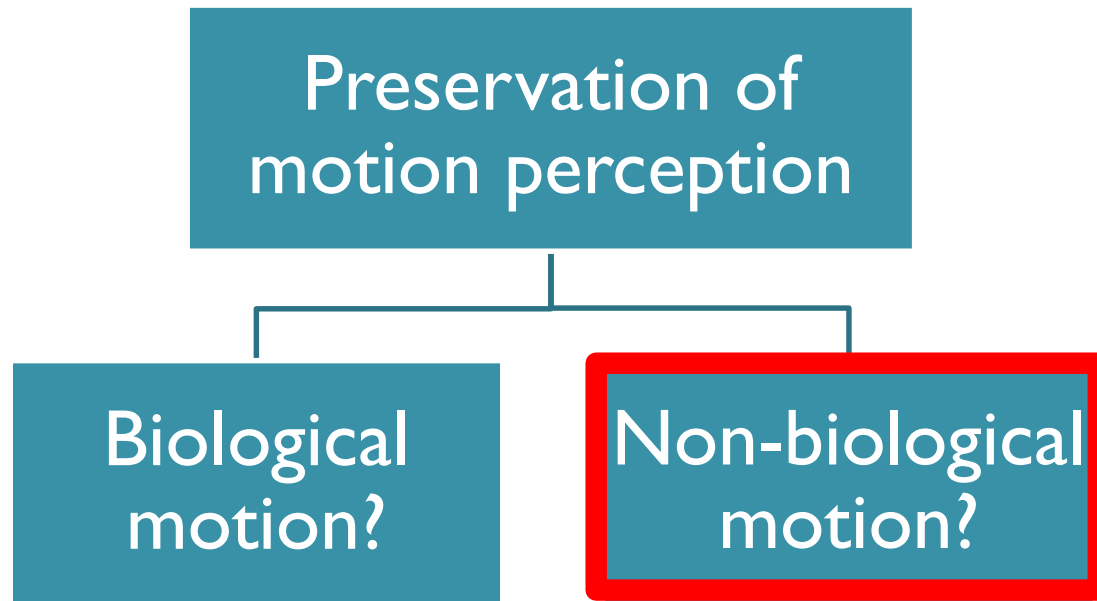 Preservation of
motion perception
Biological
motion?
Non-biological
motion?